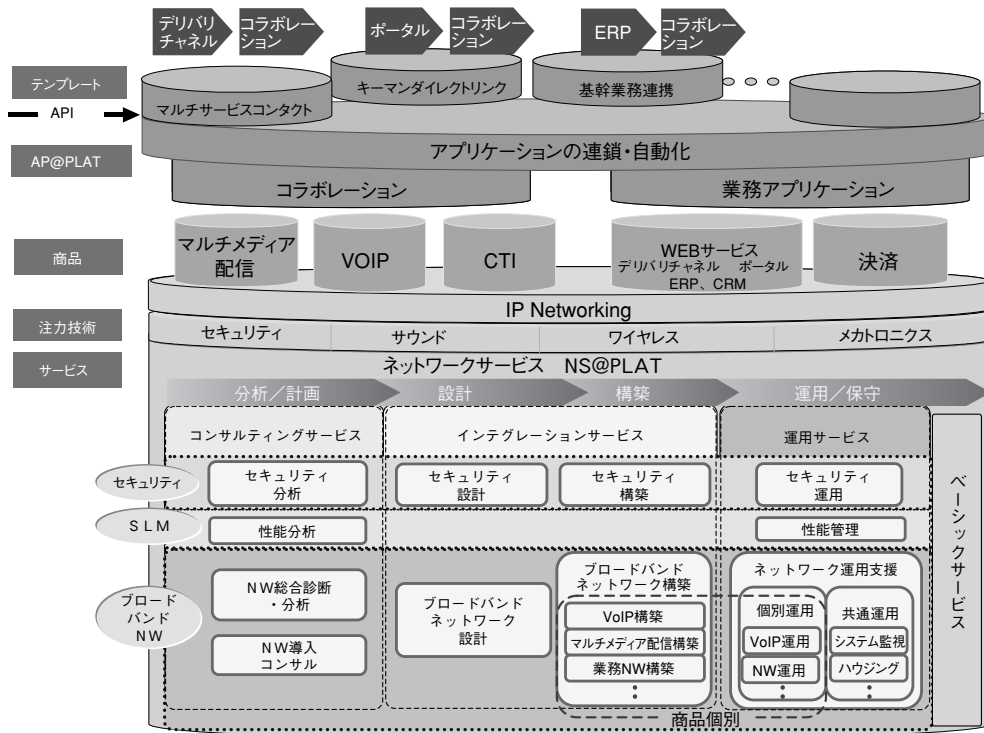 デリバリ
チャネル
コラボレー
ション
ポータル
コラボレー
ション
ERP
コラボレー
ション
テンプレート
マルチサービスコンタクト
キーマンダイレクトリンク
基幹業務連携
API
AP@PLAT
アプリケーションの連鎖・自動化
コラボレーション
業務アプリケーション
商品
マルチメディア
配信
VOIP
CTI
WEBサービス
デリバリチャネル ポータル
ERP、CRM
決済
IP Networking
注力技術
セキュリティ
サウンド
ワイヤレス
メカトロニクス
サービス
ネットワークサービス NS@PLAT
分析／計画
設計
構築
運用／保守
コンサルティングサービス
インテグレーションサービス
運用サービス
ベーシックサービス
セキュリティ
セキュリティ
分析
セキュリティ
設計
セキュリティ
構築
セキュリティ
運用
SLM
性能分析
性能管理
ブロード
バンド
NW
NW総合診断
・分析
NW導入
コンサル
ブロードバンド
ネットワーク
設計
ブロードバンド
ネットワーク構築
VoIP構築
マルチメディア配信構築
業務NW構築
ネットワーク運用支援
個別運用
VoIP運用
NW運用
共通運用
システム監視
ハウジング
商品個別